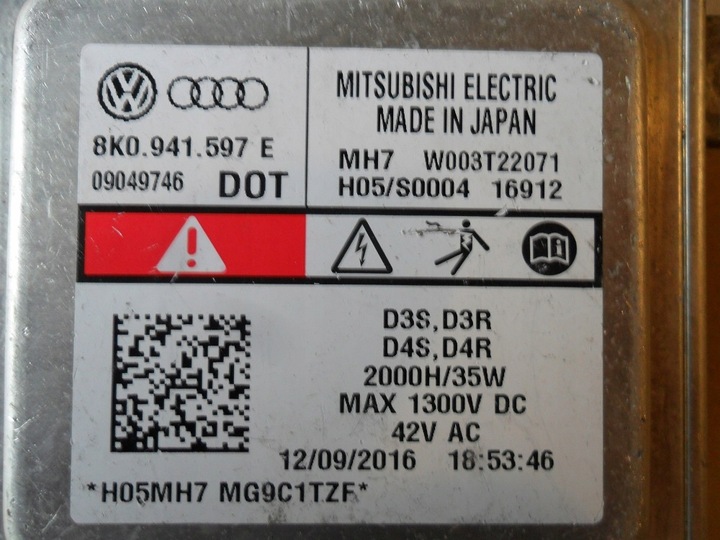 8K0.941.597 E
09049746 DOT
MITSUBISHI ELECTRIC
MADE IN JAPAN
MH7 W003T22071
H05/S0004 16912
D3S,D3R
D4S,D4R
2000H/35W
MAX 1300V DC
42V AC
12/09/2016 18:53:46
*H05MH7 MG9C1TZF*